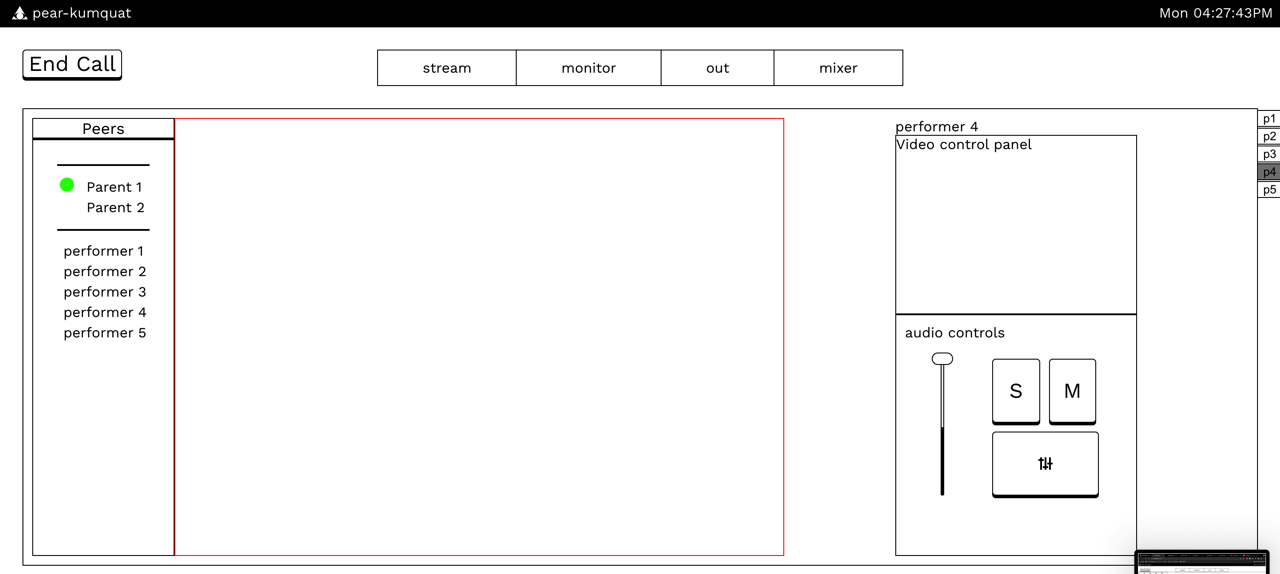 pear-kumquat
Mon 04:27:43PM
End Call
stream
monitor
out
mixer
Peers
Parent 1
Parent 2
performer 1
performer 2
performer 3
performer 4
performer 5
performer 4
Video control panel
audio controls
S
M
p1
p2
p3
p4
p5